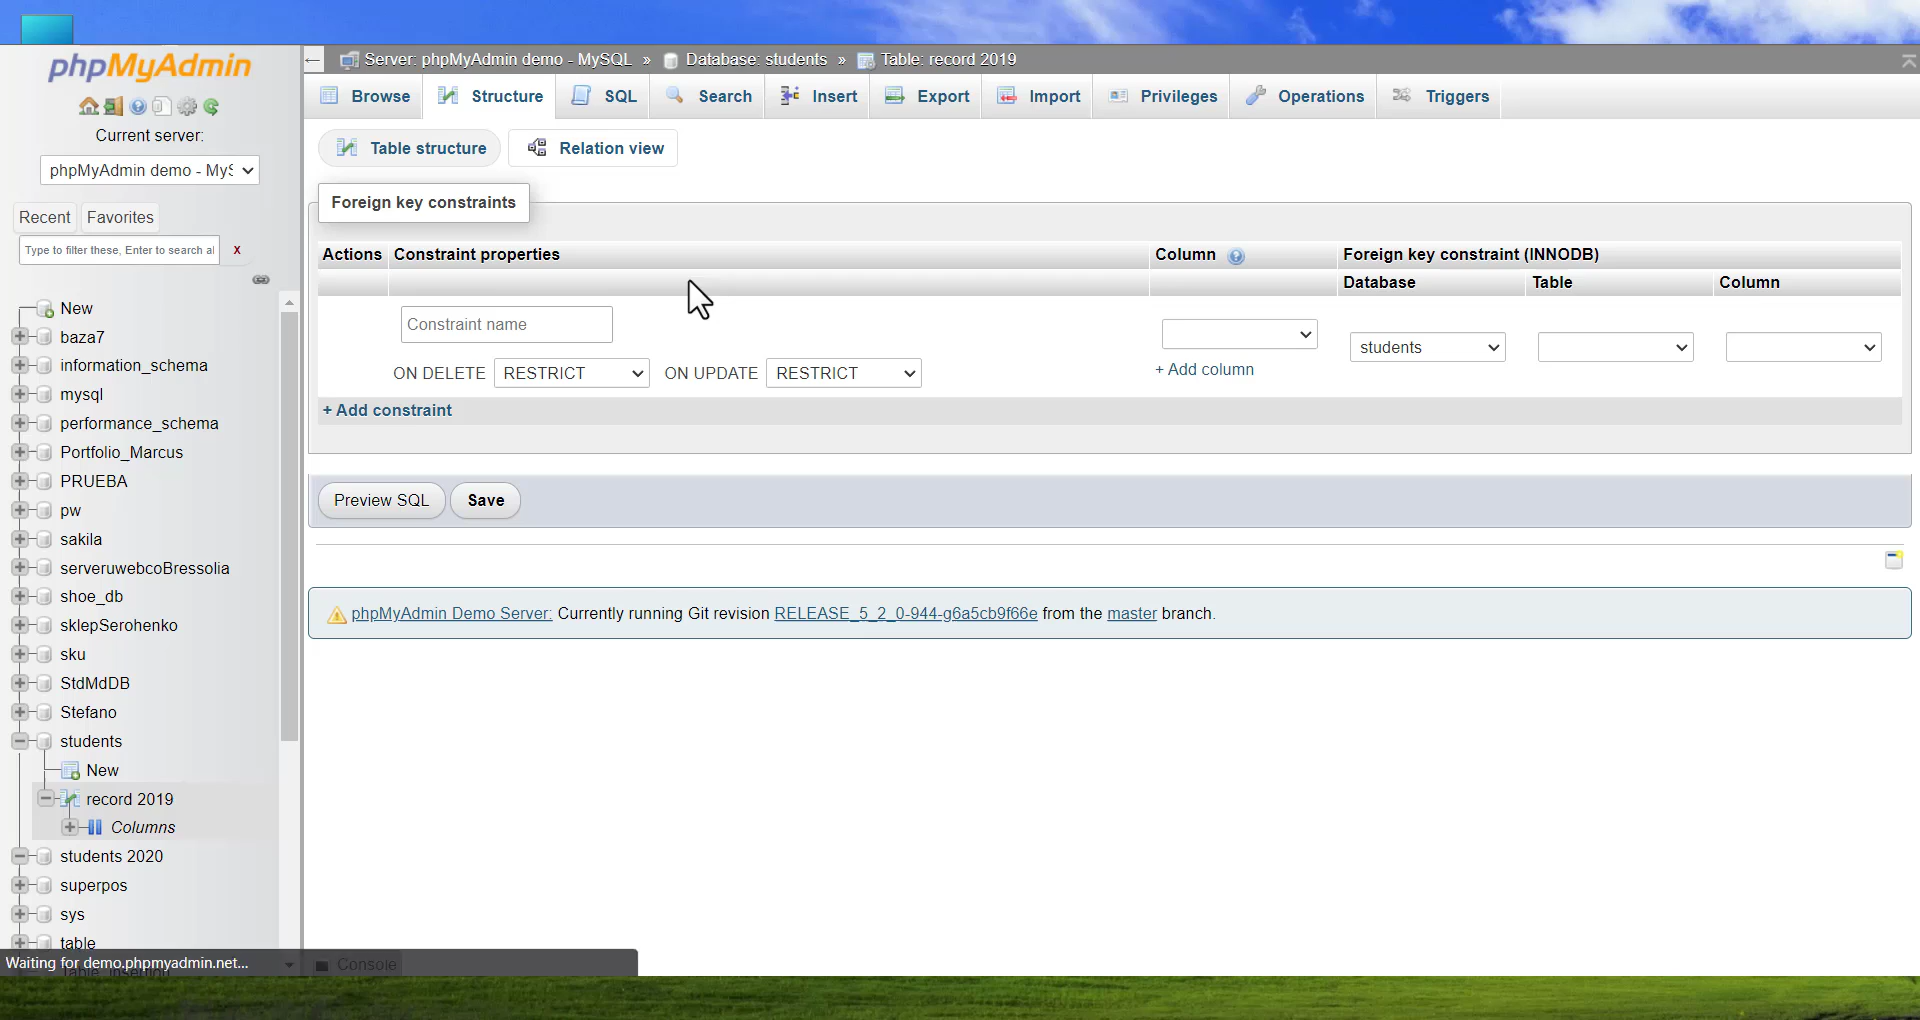 phpMyAdmin
Current server:
phpMyAdmin demo - MyS
Recent
Favorites
Type to filter these, Enter to search al
X
New
baza7
information_schema
mysql
performance_schema
Portfolio_Marcus
PRUEBA
pw
sakila
serveruwebcoBressolia
shoe_db
sklepSerohenko
sku
StdMdDB
Stefano
students
New
record 2019
Columns
students 2020
superpos
sys
table
Waiting for demo.phpmyadmin.net...
Server: phpMyAdmin demo - MySQL » Database: students » Table: record 2019
Browse Structure SQL Search Insert Export Import Privileges Operations Triggers
Table structure Relation view
Foreign key constraints
Actions Constraint properties Column Foreign key constraint (INNODB)
Database Table Column
Constraint name
students
ON DELETE RESTRICT ON UPDATE RESTRICT
+ Add column
+ Add constraint
Preview SQL Save
phpMyAdmin Demo Server: Currently running Git revision RELEASE_5_2_0-944-g6a5cb9f66e from the master branch.
Console